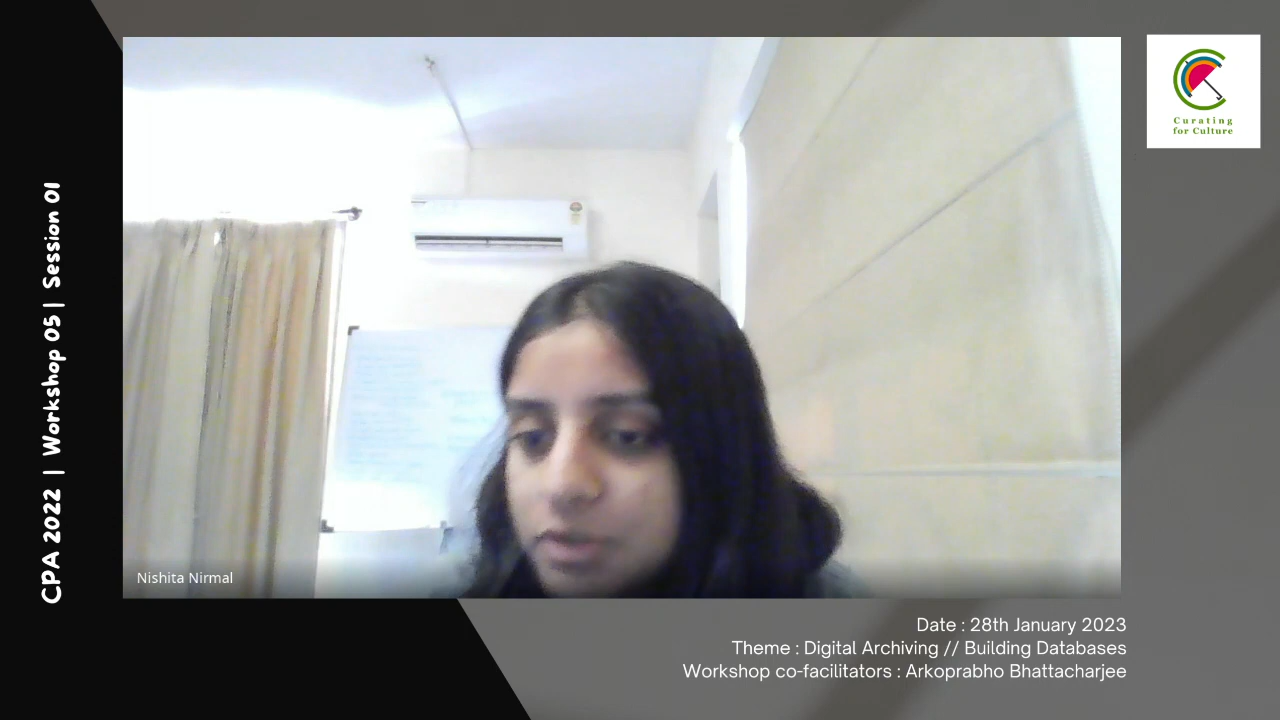 CPA 2022 | Workshop 05 | Session 01
Curating
for Culture
Nishita Nirmal
Date : 28th January 2023
Theme : Digital Archiving // Building Databases
Workshop co-facilitators : Arkoprabho Bhattacharjee